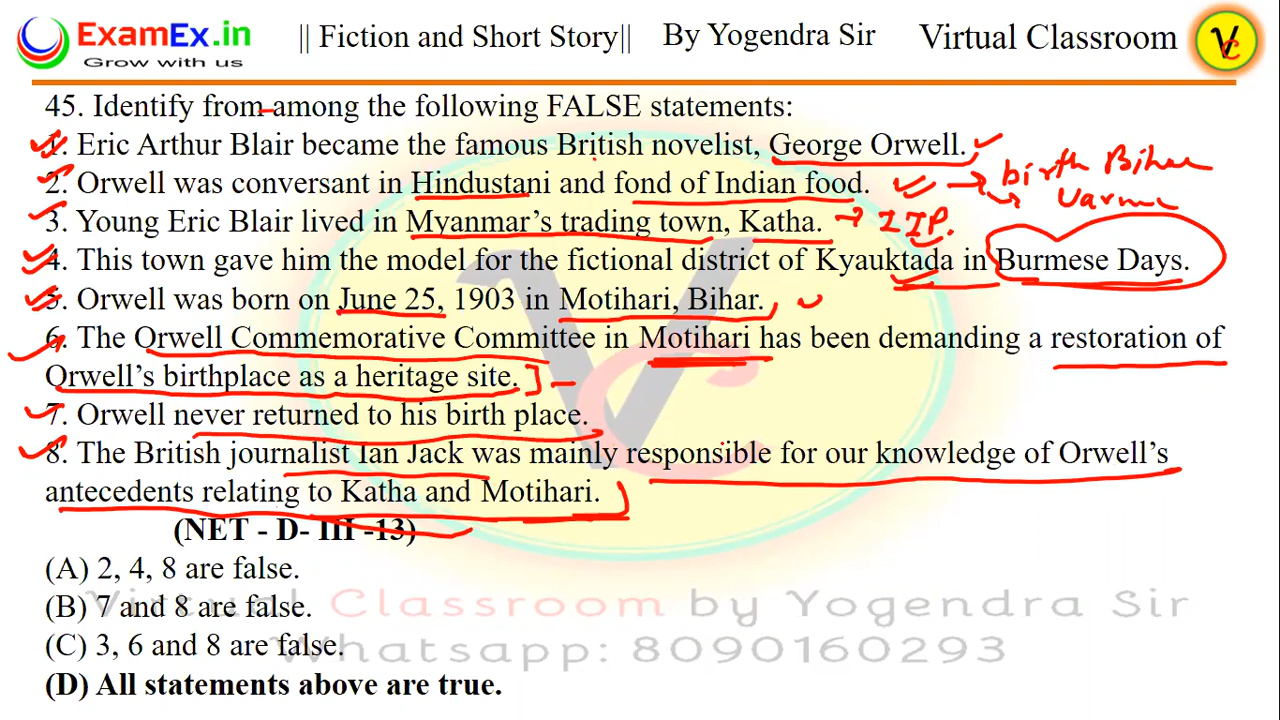 ExamEx.in || Fiction and Short Story|| By Yogendra Sir Virtual Classroom
Grow with us
45. Identify from among the following FALSE statements:
1. Eric Arthur Blair became the famous British novelist, George Orwell.
birth Bihar
2. Orwell was conversant in Hindustani and fond of Indian food.
3. Young Eric Blair lived in Myanmar’s trading town, Katha. → IIP.
4. This town gave him the model for the fictional district of Kyauktada in Burmese Days.
5. Orwell was born on June 25, 1903 in Motihari, Bihar.
6. The Orwell Commemorative Committee in Motihari has been demanding a restoration of
Orwell’s birthplace as a heritage site.
7. Orwell never returned to his birth place.
8. The British journalist Ian Jack was mainly responsible for our knowledge of Orwell’s
antecedents relating to Katha and Motihari.
(NET - D- III -13)
(A) 2, 4, 8 are false.
(B) 7 and 8 are false.
Virtual Classroom by Yogendra Sir
(C) 3, 6 and 8 are false.
Whatsapp: 8090160293
(D) All statements above are true.